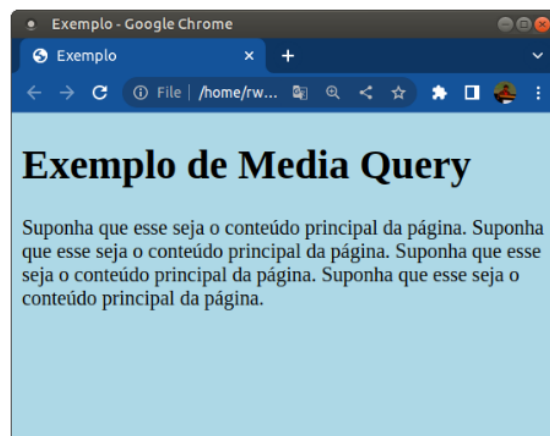 Exemplo - Google Chrome
Exemplo
File | /home/rw...
Exemplo de Media Query
Suponha que esse seja o conteúdo principal da página. Suponha
que esse seja o conteúdo principal da página. Suponha que esse
seja o conteúdo principal da página. Suponha que esse seja o
conteúdo principal da página.